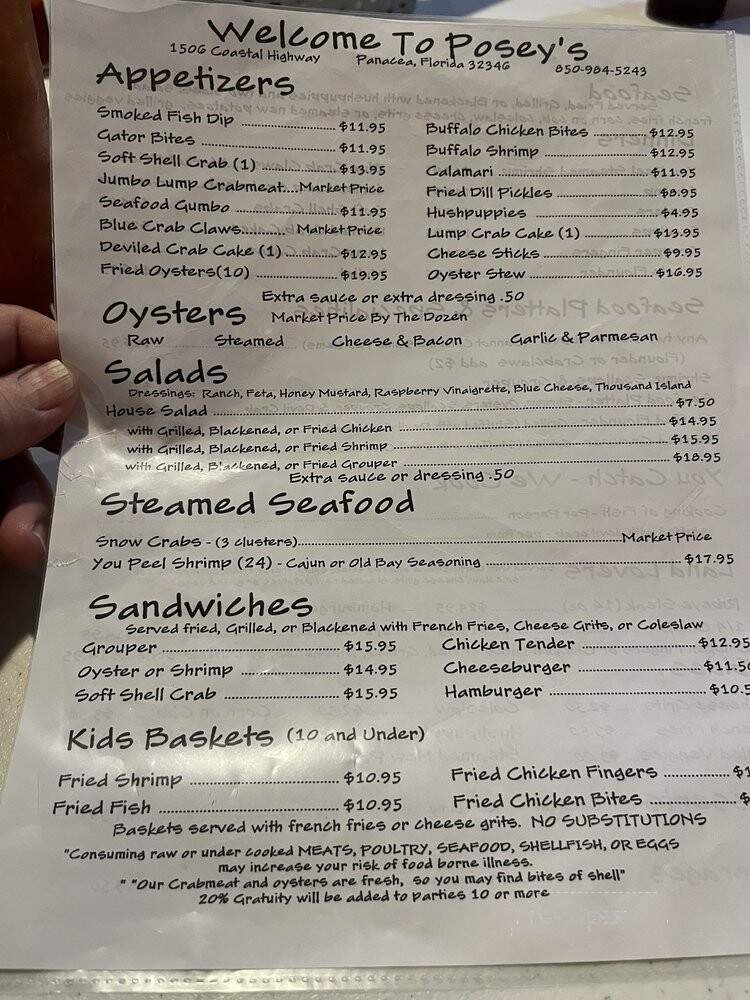 Welcome To Posey's
1506 Coastal Highway Panacea, Florida 32346 850-984-5243
Appetizers
Smoked Fish Dip $11.95
Gator Bites $11.95
Soft Shell Crab (1) $13.95
Jumbo Lump Crabmeat... Market Price
Seafood Gumbo $11.95
Blue Crab Claws........ Market Price
Deviled Crab Cake (1) $12.95
Fried Oysters(10) $19.95
Buffalo Chicken Bites $12.95
Buffalo Shrimp $12.95
Calamari $11.95
Fried Dill Pickles $8.95
Hushpuppies $4.95
Lump Crab Cake (1) $13.95
Cheese Sticks $9.95
Oyster Stew $16.95
Extra sauce or extra dressing .50
Oysters Market Price By The Dozen
Raw Steamed Cheese & Bacon Garlic & Parmesan
Salads
Dressings: Ranch, Feta, Honey Mustard, Raspberry Vinaigrette, Blue Cheese, Thousand Island
House Salad $7.50
with Grilled, Blackened, or Fried Chicken $14.95
with Grilled, Blackened, or Fried Shrimp $15.95
with Grilled, Blackened, or Fried Grouper $18.95
Extra sauce or dressing .50
Steamed Seafood
Snow Crabs - (3 clusters) Market Price
You Peel Shrimp (24) - Cajun or Old Bay Seasoning $17.95
Sandwiches
Served fried, Grilled, or Blackened with French Fries, Cheese Grits, or Coleslaw
Grouper $15.95
Oyster or Shrimp $14.95
Soft Shell Crab $15.95
Chicken Tender $12.95
Cheeseburger $11.50
Hamburger $10.5
Kids Baskets (10 and Under)
Fried Shrimp $10.95
Fried Fish $10.95
Fried Chicken Fingers $1
Fried Chicken Bites $
Baskets served with french fries or cheese grits. NO SUBSTITUTIONS
"Consuming raw or under cooked MEATS, POULTRY, SEAFOOD, SHELLFISH, OR EGGS
may increase your risk of food borne illness.
" "Our Crabmeat and oysters are fresh, so you may find bites of shell"
20% Gratuity will be added to parties 10 or more